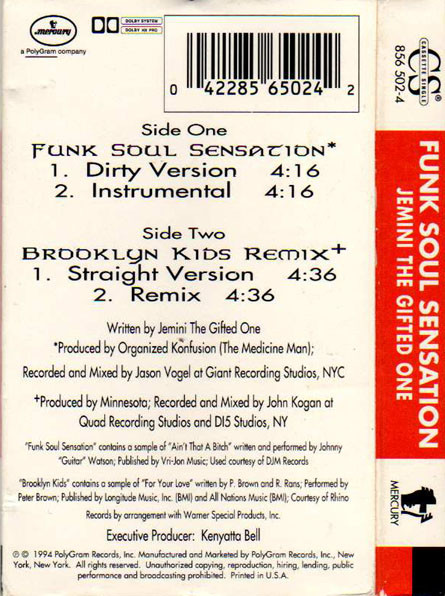 mercury
a PolyGram company
DOLBY SYSTEM
DOLBY HX PRO
0 42285 65024 2
Side One
FUNK SOUL SENSATION*
1. Dirty Version 4:16
2. Instrumental 4:16
Side Two
BROOKLYN KIDS REMIX+
1. Straight Version 4:36
2. Remix 4:36
Written by Jemini The Gifted One
*Produced by Organized Konfusion (The Medicine Man);
Recorded and Mixed by Jason Vogel at Giant Recording Studios, NYC
+Produced by Minnesota; Recorded and Mixed by John Kogan at
Quad Recording Studios and DI5 Studios, NY
"Funk Soul Sensation" contains a sample of "Ain't That A Bitch" written and performed by Johnny
"Guitar" Watson; Published by Vri-Jon Music; Used courtesy of DJM Records
"Brooklyn Kids" contains a sample of "For Your Love" written by P. Brown and R. Rans; Performed by
Peter Brown; Published by Longitude Music, Inc. (BMI) and All Nations Music (BMI); Courtesy of Rhino
Records by arrangement with Warner Special Products, Inc.
Executive Producer: Kenyatta Bell
℗ © 1994 PolyGram Records, Inc. Manufactured and Marketed by PolyGram Records, Inc., New
York, New York. All rights reserved. Unauthorized copying, reproduction, hiring, lending, public
performance and broadcasting prohibited. Printed in U.S.A.
CS®
CASSETTE SINGLE
856 502-4
FUNK SOUL SENSATION
JEMINI THE GIFTED ONE
MERCURY